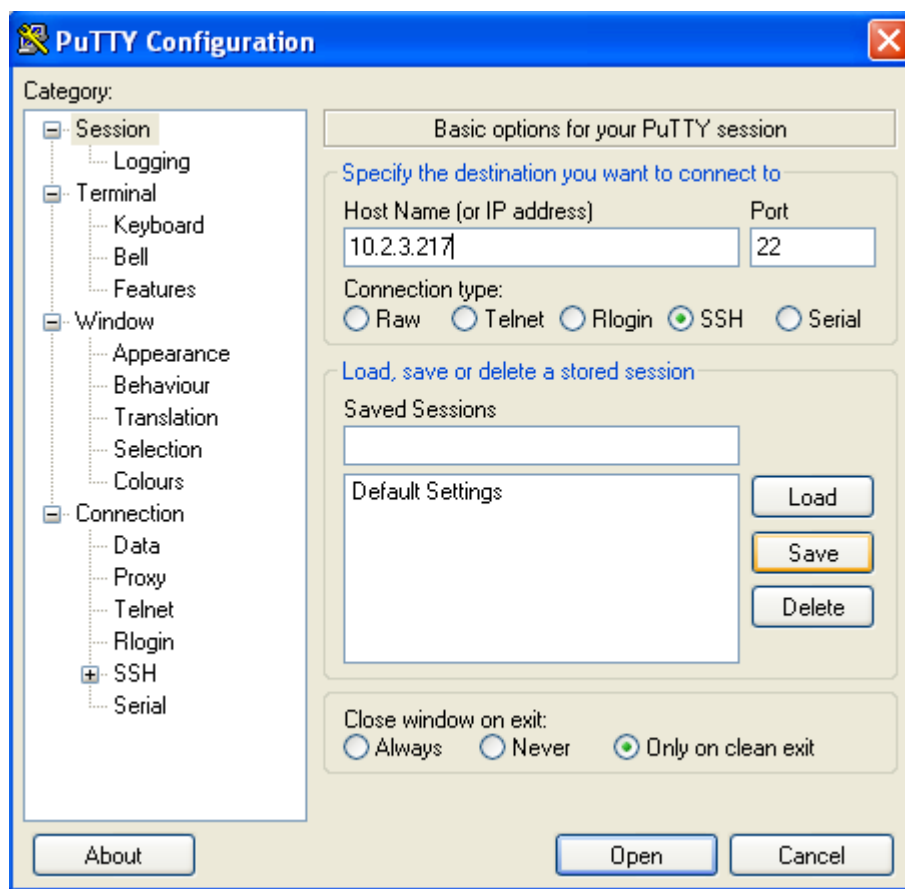 PuTTY Configuration
Category:
Session
Logging
Terminal
Keyboard
Bell
Features
Window
Appearance
Behaviour
Translation
Selection
Colours
Connection
Data
Proxy
Telnet
Rlogin
SSH
Serial
Basic options for your PuTTY session
Specify the destination you want to connect to
Host Name (or IP address) Port
10.2.3.217 22
Connection type:
Raw Telnet Rlogin SSH Serial
Load, save or delete a stored session
Saved Sessions
Default Settings
Load
Save
Delete
Close window on exit:
Always Never Only on clean exit
About Open Cancel